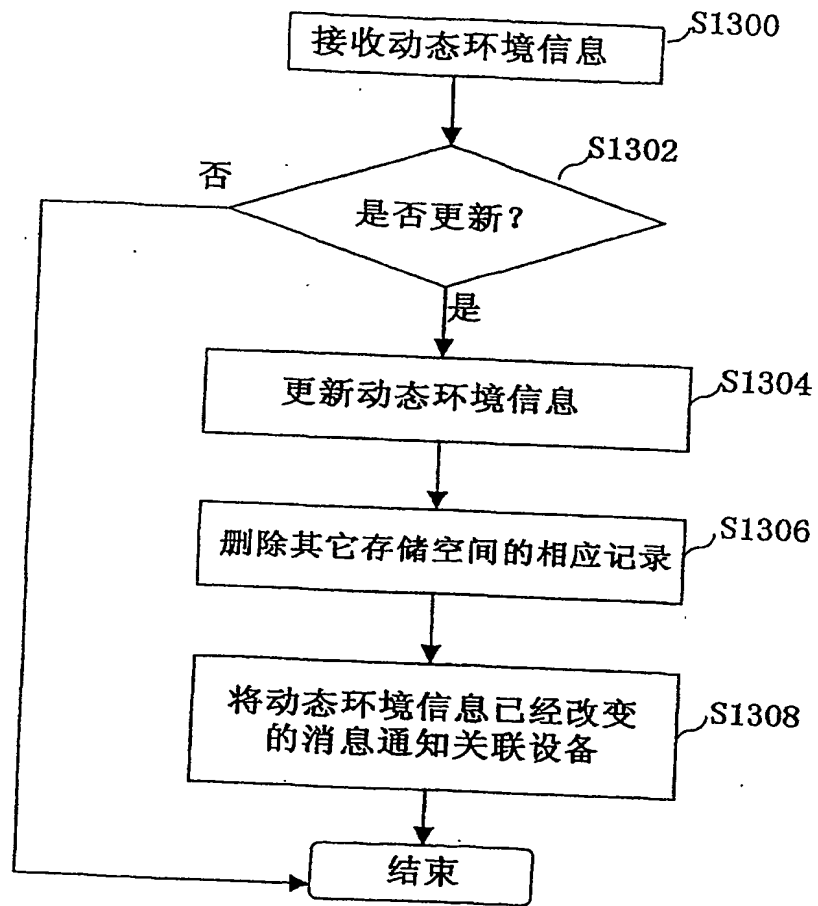 接收动态环境信息
S1300
S1302
否
是否更新？
是
更新动态环境信息
S1304
删除其它存储空间的相应记录
S1306
将动态环境信息已经改变
的消息通知关联设备
S1308
结束